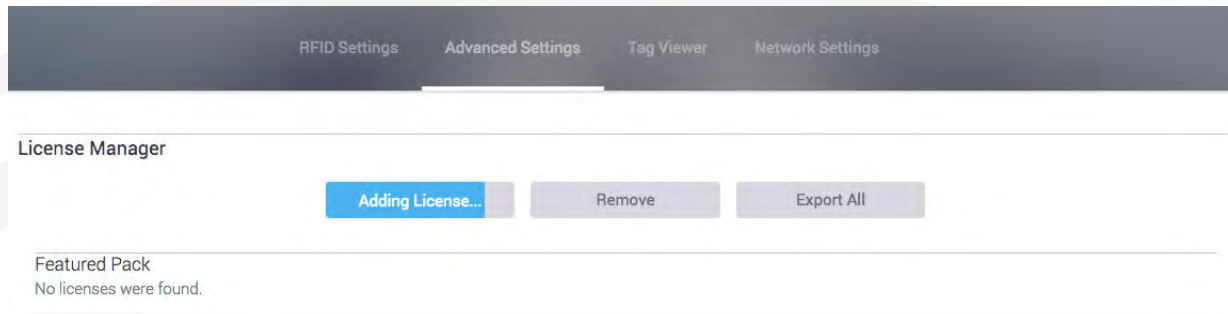 RFID Settings Advanced Settings Tag Viewer Network Settings
License Manager
Adding License... Remove Export All
Featured Pack
No licenses were found.